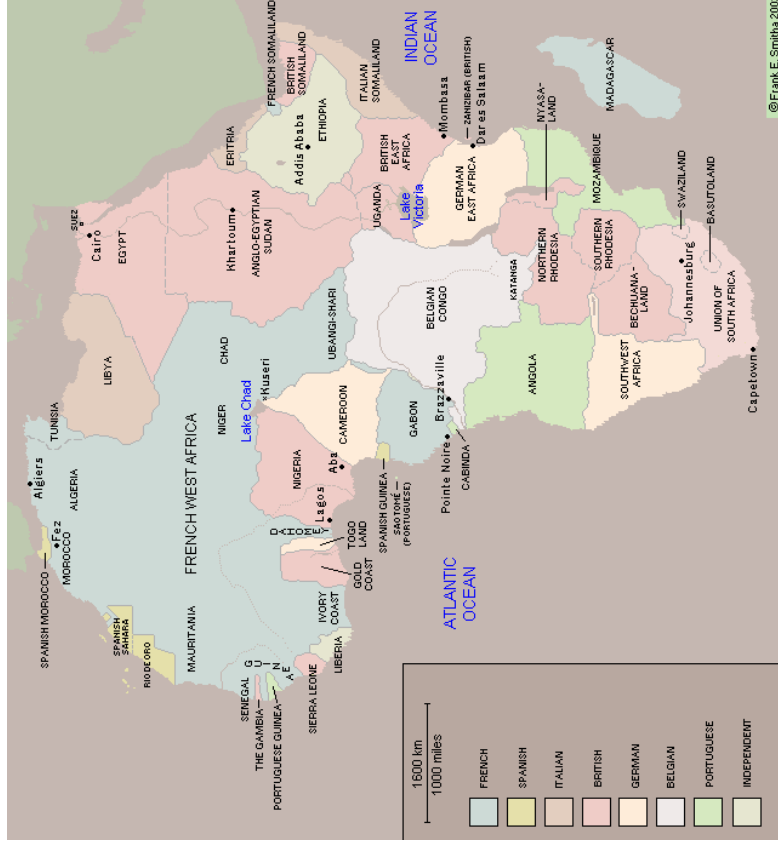 SPANISH MOROCCO
Algiers
TUNISIA
Fez
MOROCCO
ALGERIA
LIBYA
SUEZ
Cairo
EGYPT
SPANISH
SAHARA
RIO DE ORO
MAURITANIA
FRENCH WEST AFRICA
NIGER
CHAD
Khartoum
ANGLO-EGYPTIAN
SUDAN
ERITRIA
FRENCH SOMALILAND
BRITISH
SOMALILAND
SENEGAL
THE GAMBIA
PORTUGUESE GUINEA
GUINEA
SIERRA LEONE
LIBERIA
IVORY
COAST
GOLD
COAST
TOGO
LAND
DAHOMEY
Lagos
NIGERIA
Aba
Lake Chad
Kuseri
CAMEROON
UBANGI-SHARI
Addis Ababa
ETHIOPIA
ITALIAN SOMALILAND
INDIAN
OCEAN
SPANISH GUINEA
SAOTOMÉ
(PORTUGUESE)
GABON
Brazzaville
Pointe Noire
CABINDA
BELGIAN
CONGO
UGANDA
BRITISH
EAST
AFRICA
Lake
Victoria
Mombasa
ZANIZIBAR (BRITISH)
Dar es Salaam
GERMAN
EAST AFRICA
KATANGA
ATLANTIC
OCEAN
ANGOLA
NORTHERN
RHODESIA
NYASA-
LAND
MOZAMBIQUE
MADAGASCAR
SOUTHERN
RHODESIA
SOUTHWEST
AFRICA
BECHUANA-
LAND
Johannesburg
SWAZILAND
BASUTOLAND
UNION OF
SOUTH AFRICA
Capetown
1600 km
1000 miles
FRENCH
SPANISH
ITALIAN
BRITISH
GERMAN
BELGIAN
PORTUGUESE
INDEPENDENT
©Frank E. Smitha